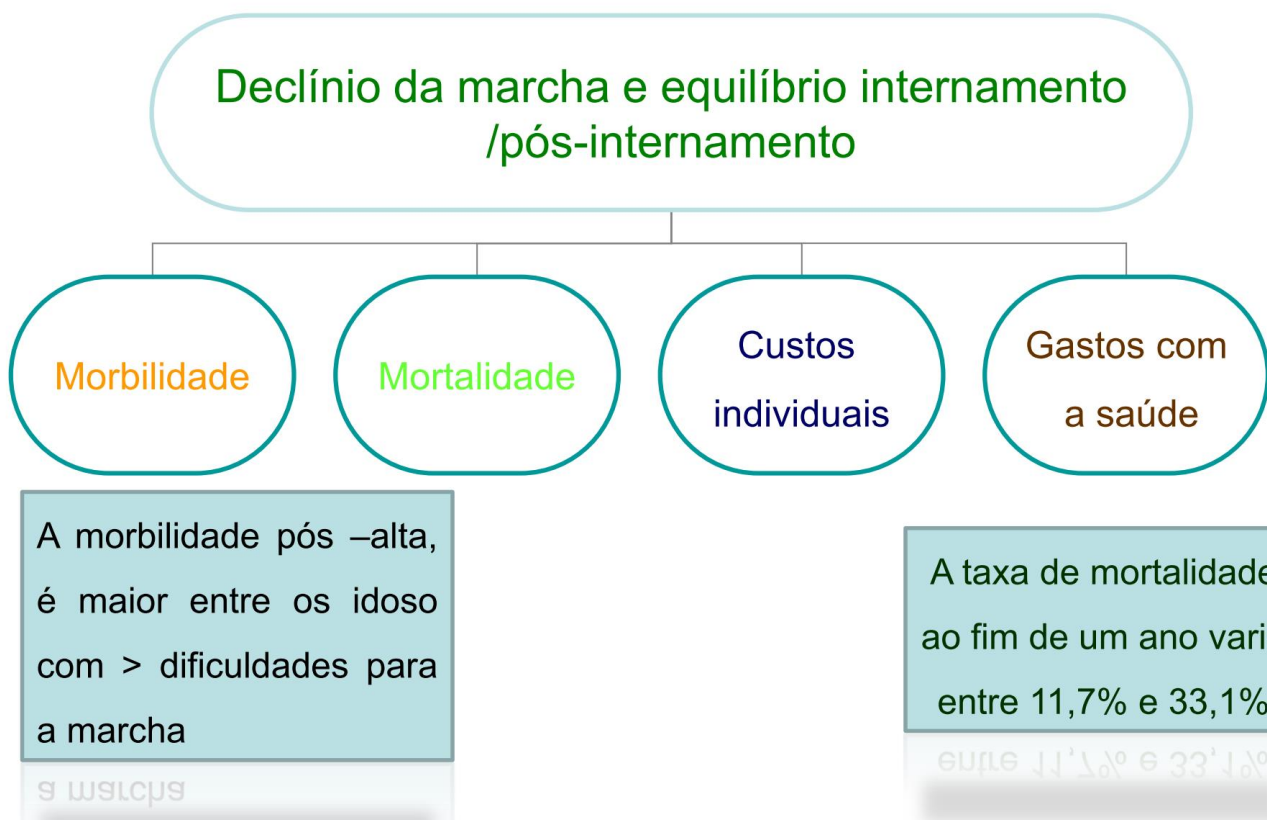 Declínio da marcha e equilíbrio internamento
/pós-internamento
Morbilidade
Mortalidade
Custos
individuais
Gastos com
a saúde
A morbilidade pós –alta,
é maior entre os idoso
com > dificuldades para
a marcha
A taxa de mortalidade
ao fim de um ano vari
entre 11,7% e 33,1%